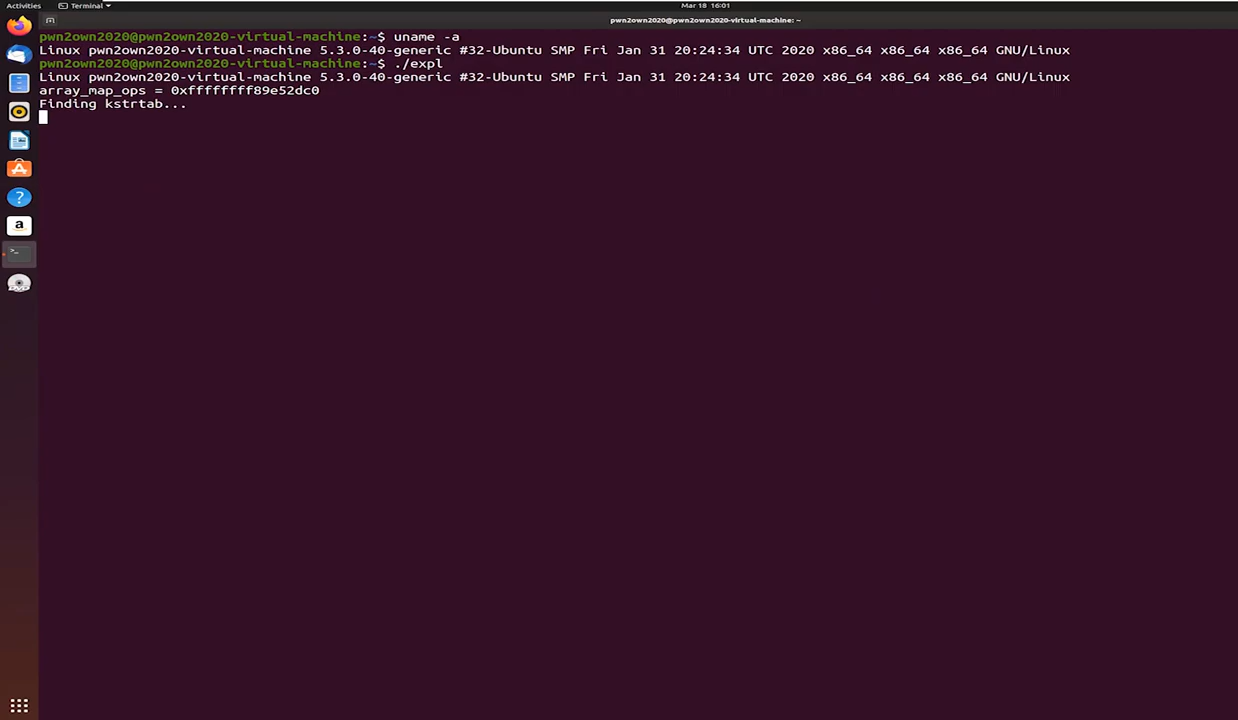 Activities
Terminal
Mar 18 16:01
pwn2own2020@pwn2own2020-virtual-machine: ~
pwn2own2020@pwn2own2020-virtual-machine:~$ uname -a
Linux pwn2own2020-virtual-machine 5.3.0-40-generic #32-Ubuntu SMP Fri Jan 31 20:24:34 UTC 2020 x86_64 x86_64 x86_64 GNU/Linux
pwn2own2020@pwn2own2020-virtual-machine:~$ ./expl
Linux pwn2own2020-virtual-machine 5.3.0-40-generic #32-Ubuntu SMP Fri Jan 31 20:24:34 UTC 2020 x86_64 x86_64 x86_64 GNU/Linux
array_map_ops = 0xffffffff89e52dc0
Finding kstrtab...